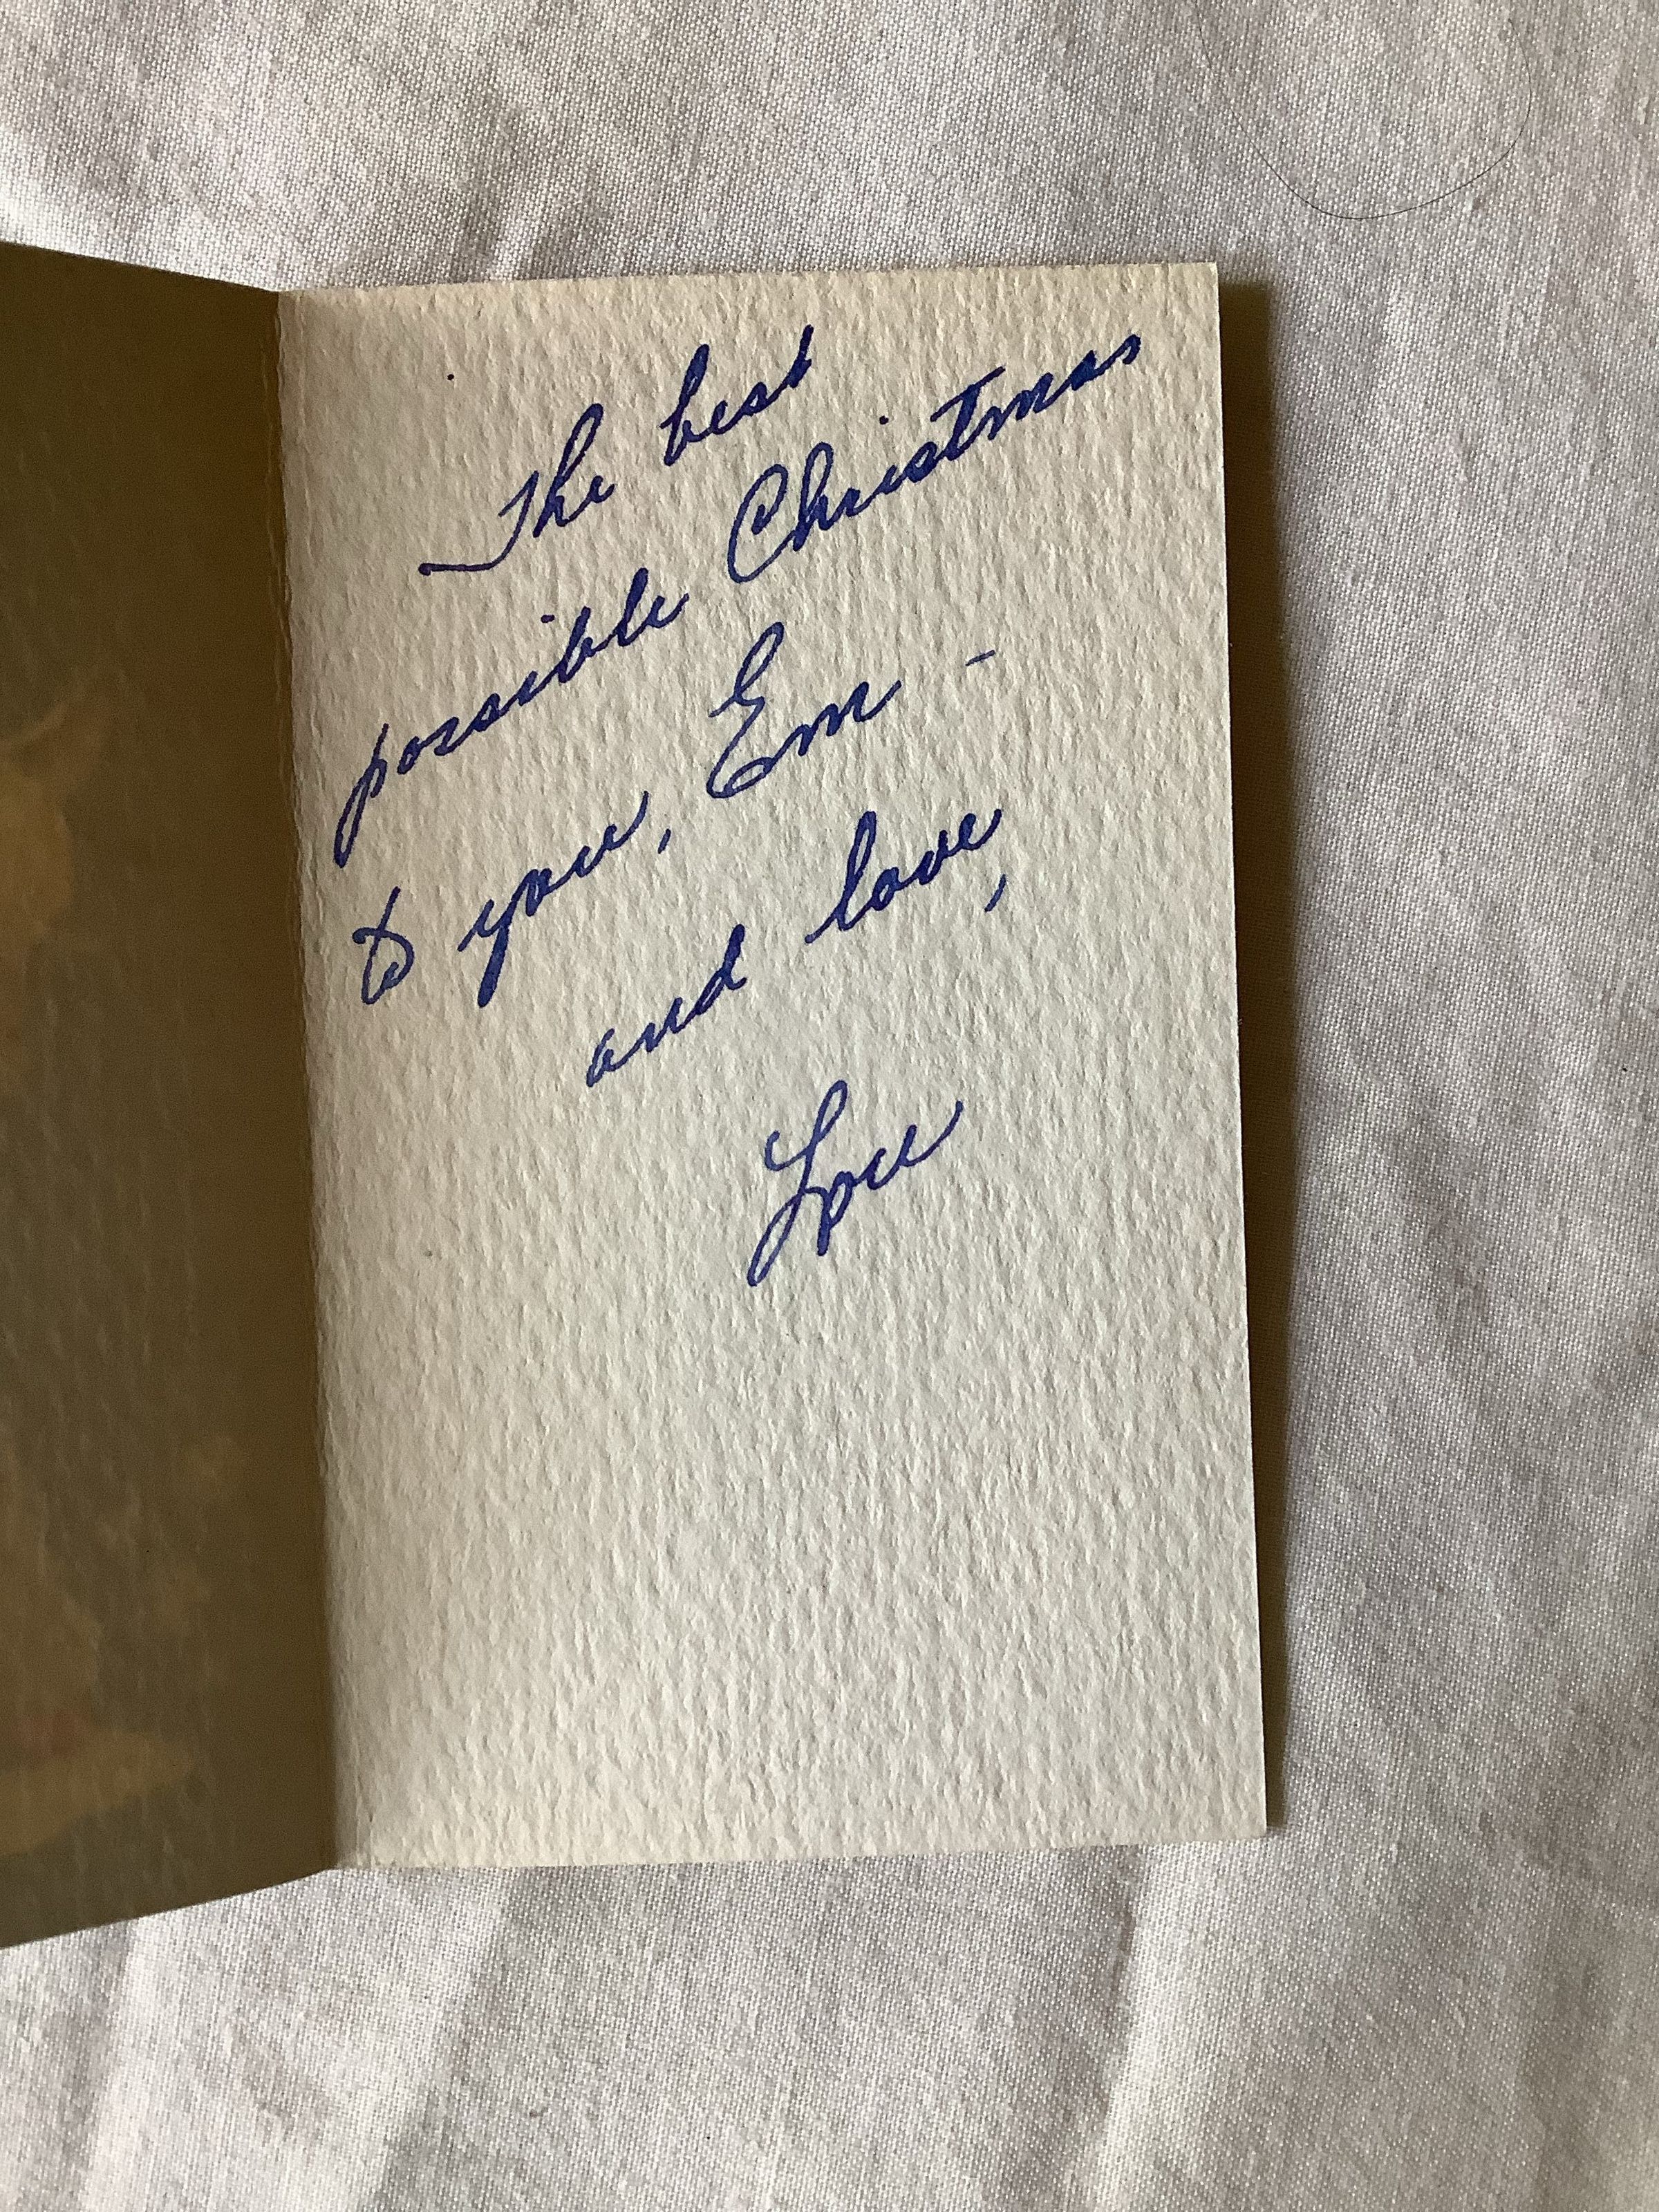 The best
possible Christmas
to you, Em -
and love,
Lou